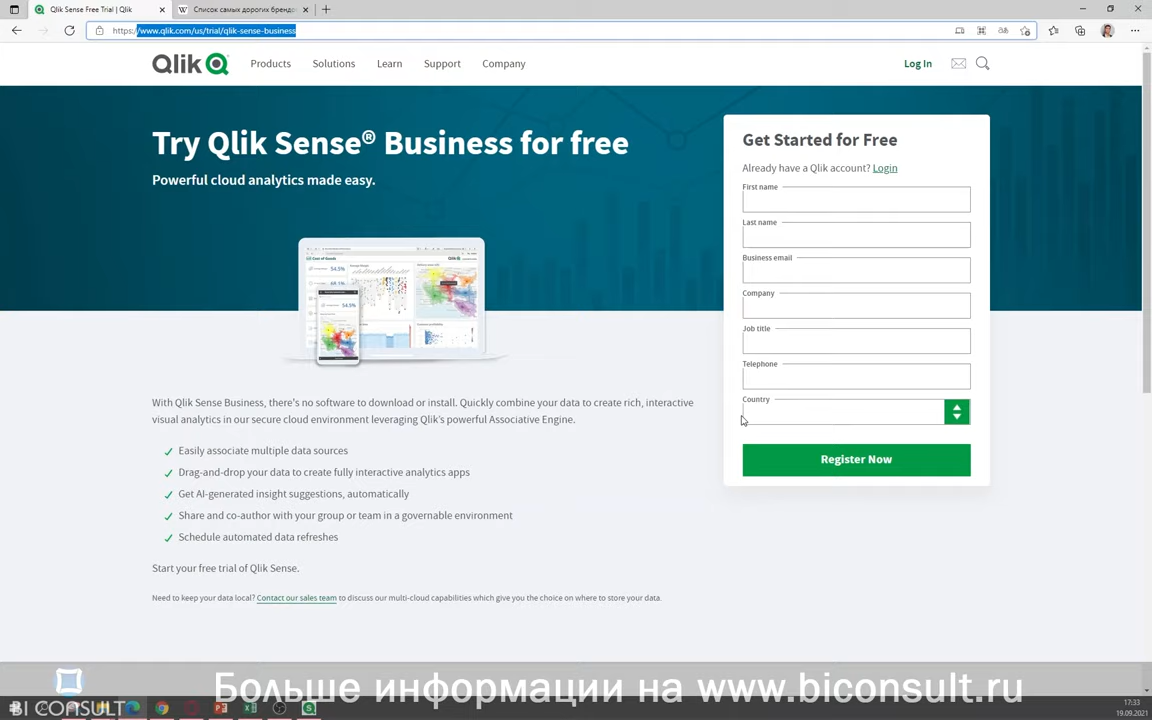 Qlik Sense Free Trial | Qlik
Список самых дорогих брендо
https://www.qlik.com/us/trial/qlik-sense-business
Qlik
Products
Solutions
Learn
Support
Company
Log In
Try Qlik Sense® Business for free
Powerful cloud analytics made easy.
Get Started for Free
Already have a Qlik account? Login
First name
Last name
Business email
Company
Job title
Telephone
Country
Register Now
With Qlik Sense Business, there's no software to download or install. Quickly combine your data to create rich, interactive
visual analytics in our secure cloud environment leveraging Qlik's powerful Associative Engine.
Easily associate multiple data sources
Drag-and-drop your data to create fully interactive analytics apps
Get AI-generated insight suggestions, automatically
Share and co-author with your group or team in a governable environment
Schedule automated data refreshes
Start your free trial of Qlik Sense.
Need to keep your data local? Contact our sales team to discuss our multi-cloud capabilities which give you the choice on where to store your data.
Больше информации на www.biconsult.ru
BI CONSULT
17:33
19.09.2021